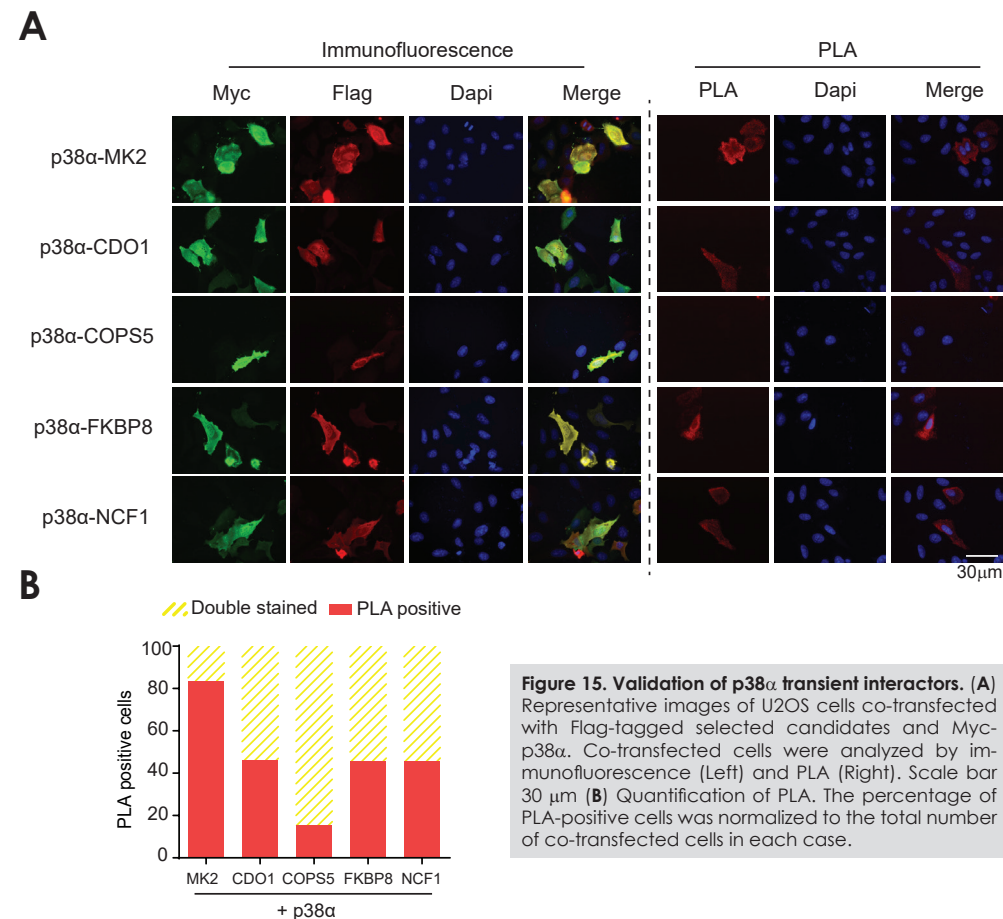 A
Immunofluorescence
PLA
Myc Flag Dapi Merge
PLA Dapi Merge
p38α-MK2
p38α-CDO1
p38α-COPS5
p38α-FKBP8
p38α-NCF1
30μm
B
Double stained PLA positive
PLA positive cells
100
80
60
40
20
0
MK2 CDO1 COPS5 FKBP8 NCF1
+ p38α
Figure 15. Validation of p38α transient interactors. (A)
Representative images of U2OS cells co-transfected
with Flag-tagged selected candidates and Myc-
p38α. Co-transfected cells were analyzed by im-
munofluorescence (Left) and PLA (Right). Scale bar
30 μm (B) Quantification of PLA. The percentage of
PLA-positive cells was normalized to the total number
of co-transfected cells in each case.